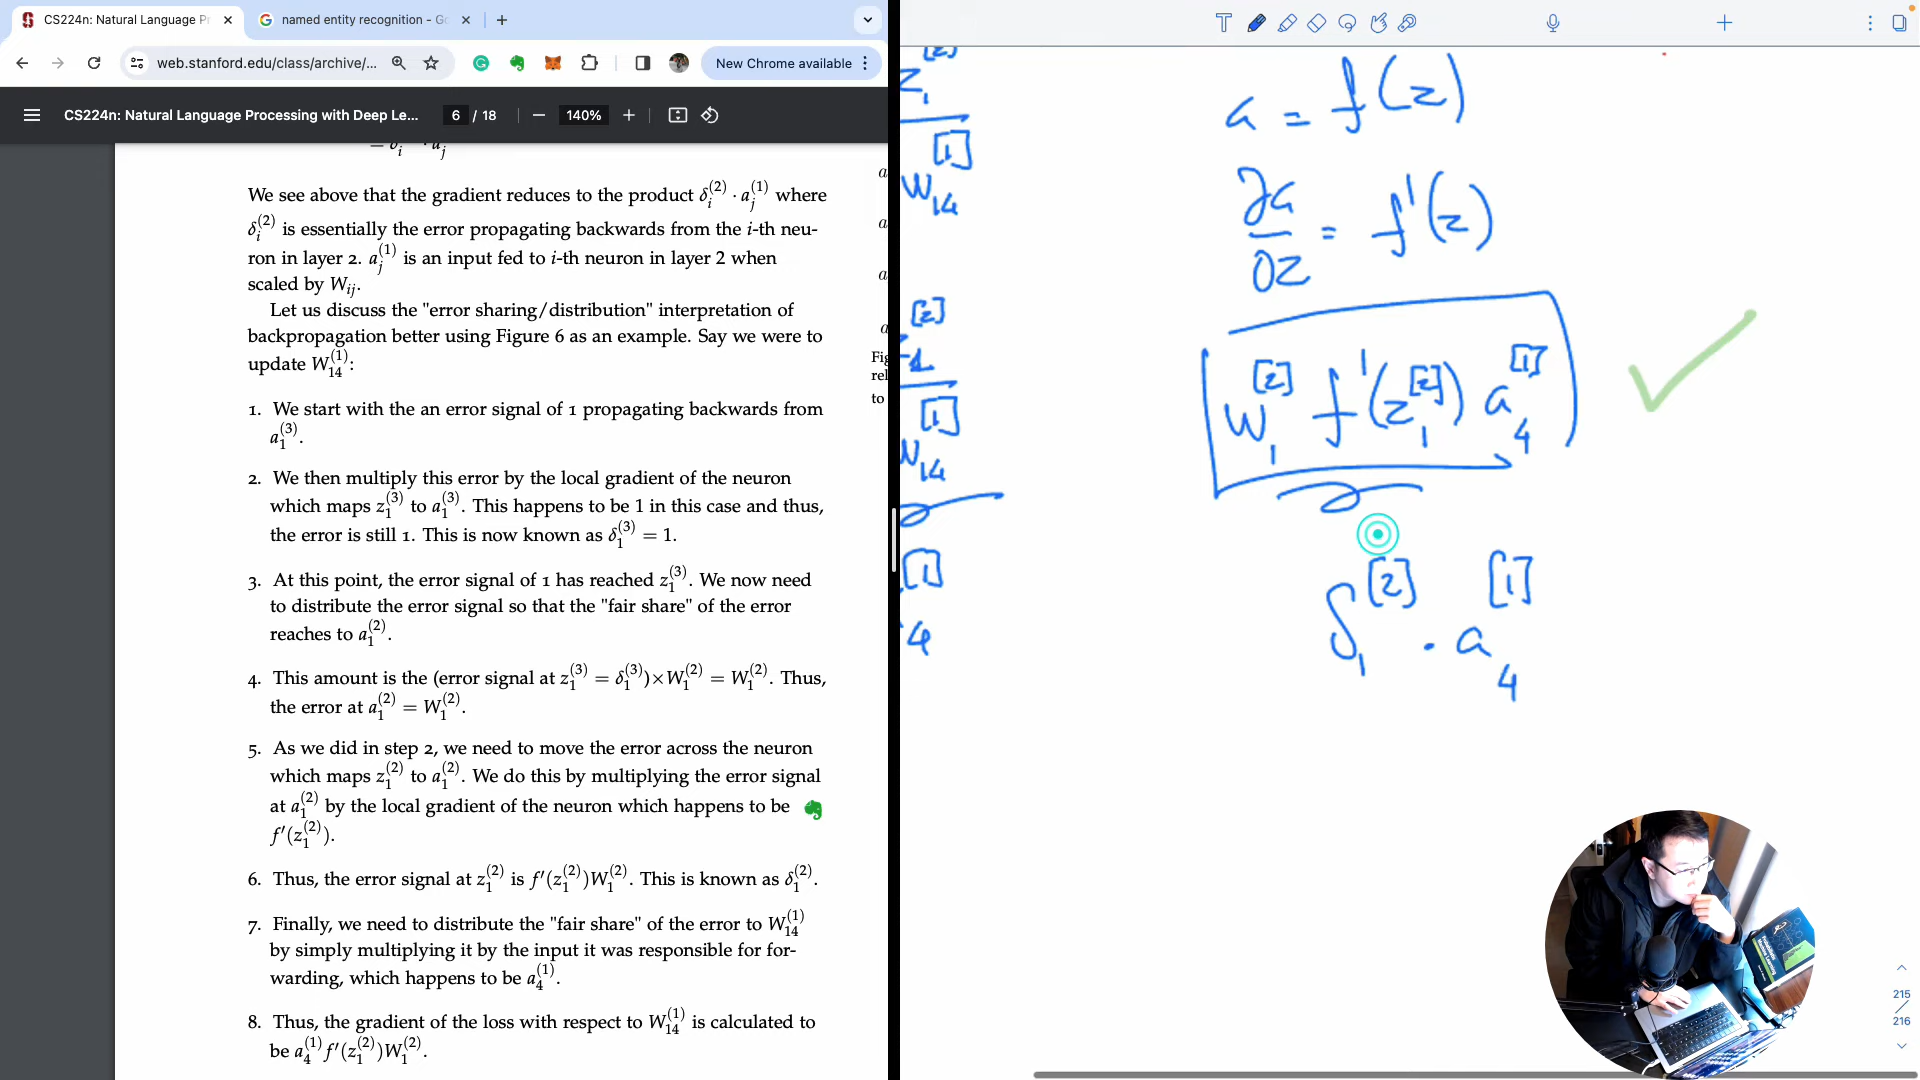 CS224n: Natural Language Pr
named entity recognition - Go
web.stanford.edu/class/archive/...
New Chrome available
CS224n: Natural Language Processing with Deep Le...
6 / 18
140%
= δ_i · a_j
We see above that the gradient reduces to the product δ_i^(2) · a_j^(1) where
δ_i^(2) is essentially the error propagating backwards from the i-th neu-
ron in layer 2. a_j^(1) is an input fed to i-th neuron in layer 2 when
scaled by W_ij.
Let us discuss the "error sharing/distribution" interpretation of
backpropagation better using Figure 6 as an example. Say we were to
update W_14^(1):
1. We start with the an error signal of 1 propagating backwards from
a_1^(3).
2. We then multiply this error by the local gradient of the neuron
which maps z_1^(3) to a_1^(3). This happens to be 1 in this case and thus,
the error is still 1. This is now known as δ_1^(3) = 1.
3. At this point, the error signal of 1 has reached z_1^(3). We now need
to distribute the error signal so that the "fair share" of the error
reaches to a_1^(2).
4. This amount is the (error signal at z_1^(3) = δ_1^(3))×W_1^(2) = W_1^(2). Thus,
the error at a_1^(2) = W_1^(2).
5. As we did in step 2, we need to move the error across the neuron
which maps z_1^(2) to a_1^(2). We do this by multiplying the error signal
at a_1^(2) by the local gradient of the neuron which happens to be
f′(z_1^(2)).
6. Thus, the error signal at z_1^(2) is f′(z_1^(2))W_1^(2). This is known as δ_1^(2).
7. Finally, we need to distribute the "fair share" of the error to W_14^(1)
by simply multiplying it by the input it was responsible for for-
warding, which happens to be a_4^(1).
8. Thus, the gradient of the loss with respect to W_14^(1) is calculated to
be a_4^(1) f′(z_1^(2))W_1^(2).
a
a
a
a
Fig
rel
to
z_1^[2]
W_14^[1]
[2]
1
W_14^[1]
[1]
4
a = f(z)
∂a
∂z = f'(z)
W_1^[2] f'(z_1^[2]) a_4^[1]
δ_1^[2] · a_4^[1]
215
216